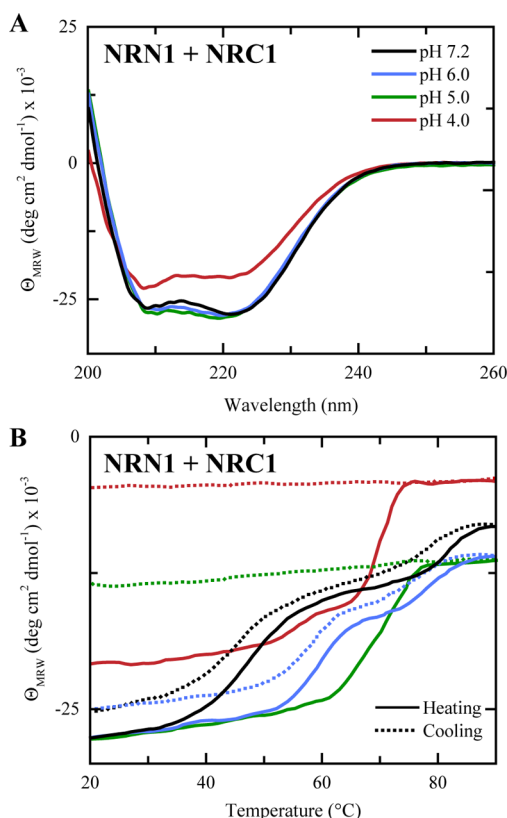 A
NRN1 + NRC1
pH 7.2
pH 6.0
pH 5.0
pH 4.0
25
0
-25
ΘMRW (deg cm² dmol⁻¹) x 10⁻³
200 220 240 260
Wavelength (nm)
B
NRN1 + NRC1
0
-25
ΘMRW (deg cm² dmol⁻¹) x 10⁻³
Heating
Cooling
20 40 60 80
Temperature (°C)